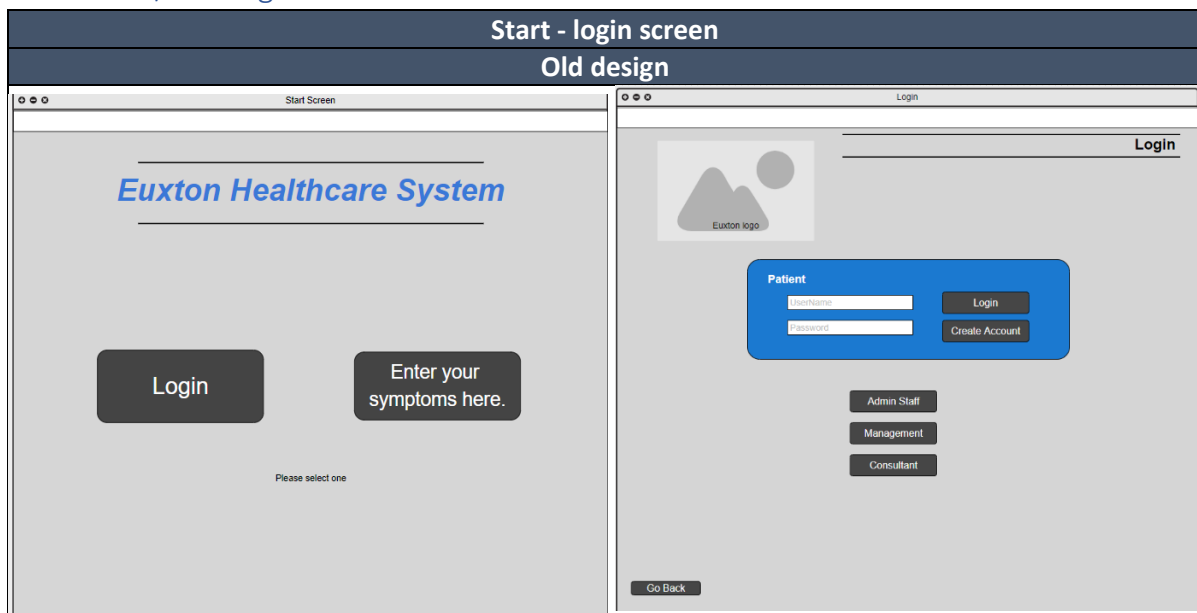 Start - login screen
Old design
Start Screen
Euxton Healthcare System
Login
Enter your
symptoms here.
Please select one
Login
Login
Euxton logo
Patient
UserName
Login
Password
Create Account
Admin Staff
Management
Consultant
Go Back